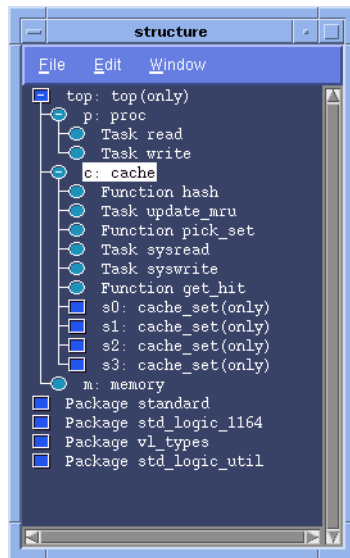 structure
File Edit Window
top: top(only)
p: proc
Task read
Task write
c: cache
Function hash
Task update_mru
Function pick_set
Task sysread
Task syswrite
Function get_hit
s0: cache_set(only)
s1: cache_set(only)
s2: cache_set(only)
s3: cache_set(only)
m: memory
Package standard
Package std_logic_1164
Package vl_types
Package std_logic_util